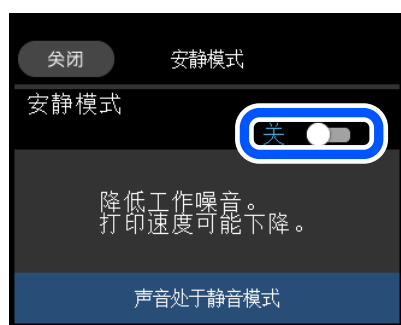 关闭 安静模式
安静模式
关
降低工作噪音。
打印速度可能下降。
声音处于静音模式